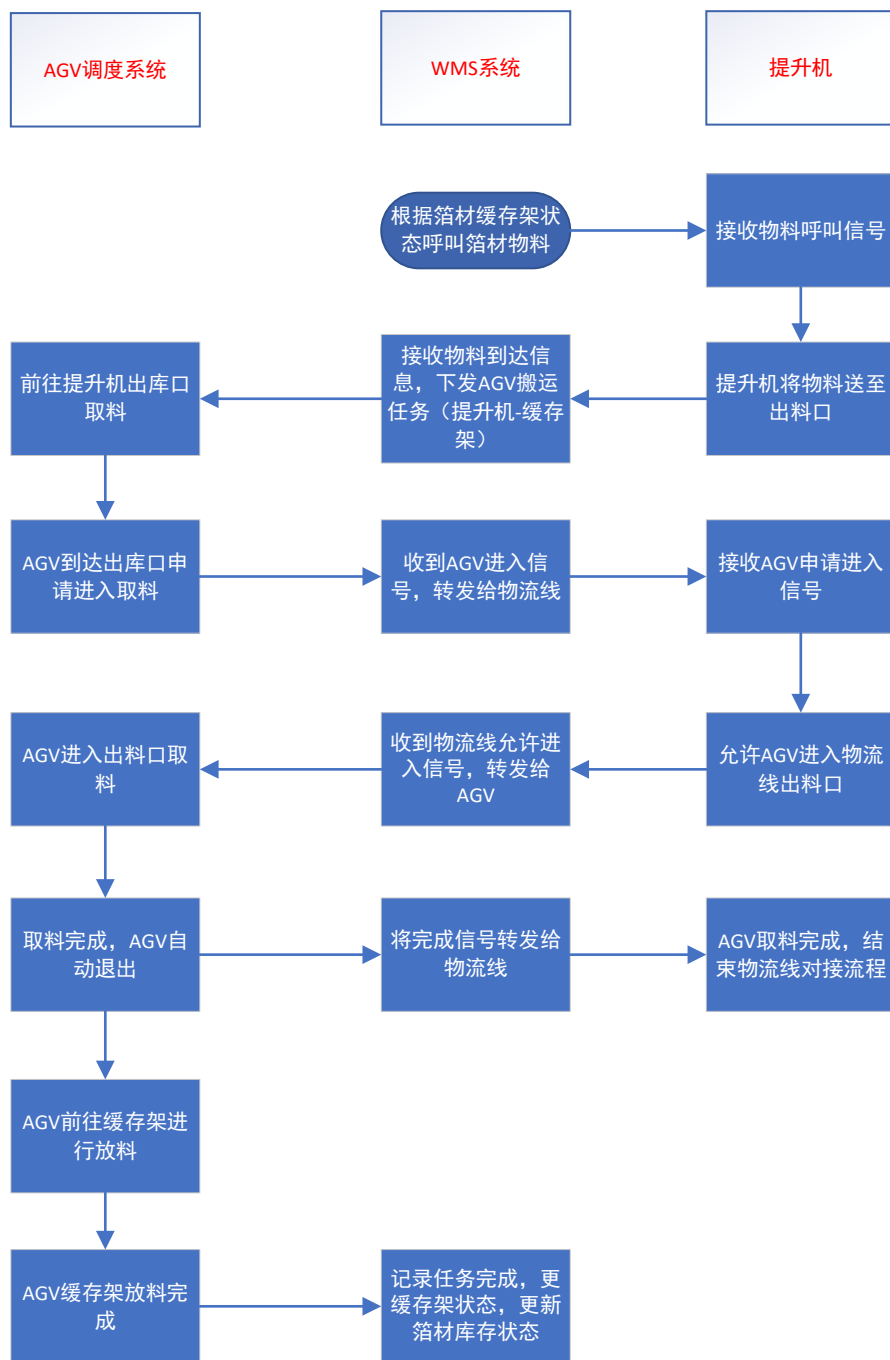 AGV调度系统
WMS系统
提升机
根据箔材缓存架状
态呼叫箔材物料
接收物料呼叫信号
前往提升机出库口
取料
接收物料到达信
息，下发AGV搬运
任务（提升机-缓存
架）
提升机将物料送至
出料口
AGV到达出库口申
请进入取料
收到AGV进入信
号，转发给物流线
接收AGV申请进入
信号
AGV进入出料口取
料
收到物流线允许进
入信号，转发给
AGV
允许AGV进入物流
线出料口
取料完成，AGV自
动退出
将完成信号转发给
物流线
AGV取料完成，结
束物流线对接流程
AGV前往缓存架进
行放料
AGV缓存架放料完
成
记录任务完成，更
缓存架状态，更新
箔材库存状态